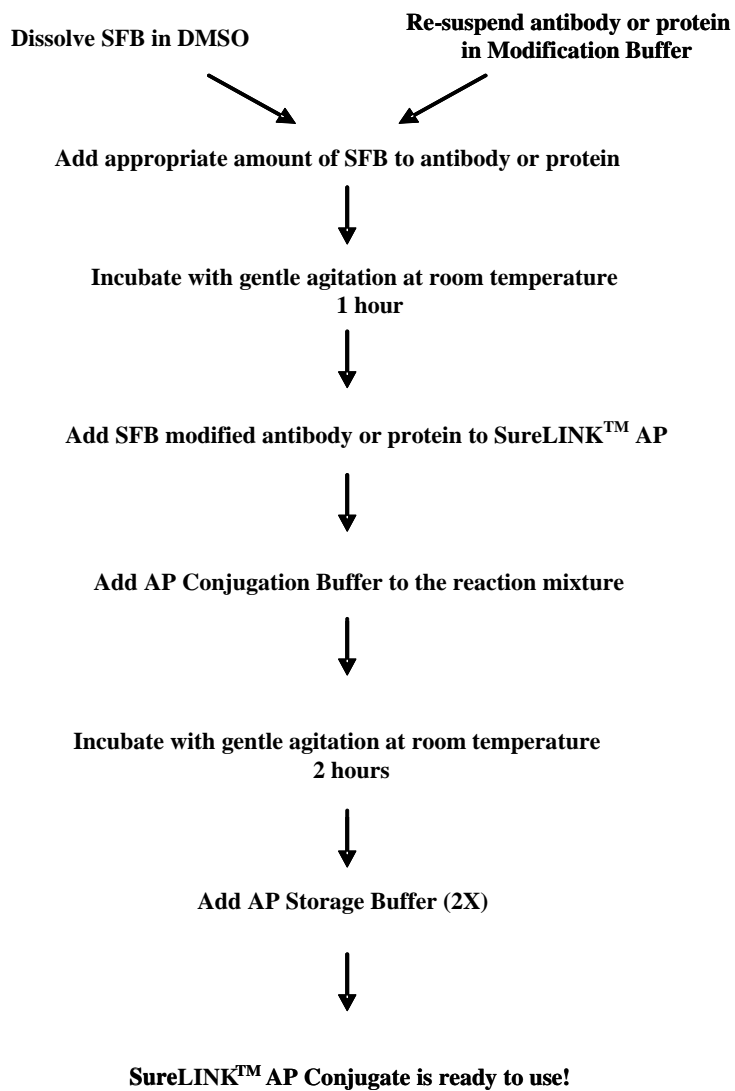 Dissolve SFB in DMSO
Re-suspend antibody or protein
in Modification Buffer
Add appropriate amount of SFB to antibody or protein
Incubate with gentle agitation at room temperature
1 hour
Add SFB modified antibody or protein to SureLINK™ AP
Add AP Conjugation Buffer to the reaction mixture
Incubate with gentle agitation at room temperature
2 hours
Add AP Storage Buffer (2X)
SureLINK™ AP Conjugate is ready to use!